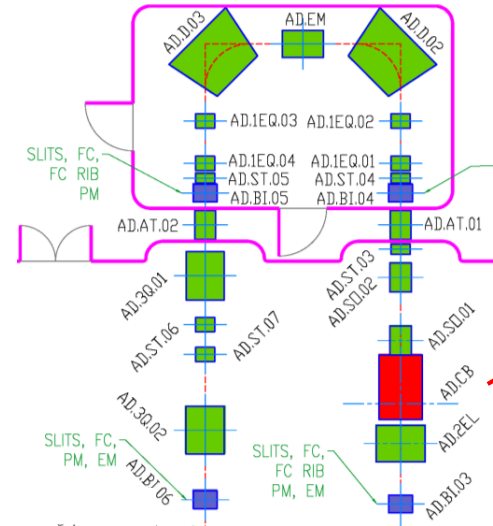 AD.D.03
AD.EM
AD.D.02
AD.1EQ.03
AD.1EQ.02
SLITS, FC,
FC RIB
PM
AD.1EQ.04
AD.1EQ.01
AD.ST.05
AD.ST.04
AD.BI.05
AD.BI.04
AD.AT.02
AD.AT.01
AD.ST.03
AD.SO.02
AD.3Q.01
AD.ST.06
AD.ST.07
AD.SO.01
AD.CB
AD.3Q.02
AD.2EL
SLITS, FC,
PM, EM
SLITS, FC,
FC RIB
PM, EM
AD.BI.06
AD.BI.03